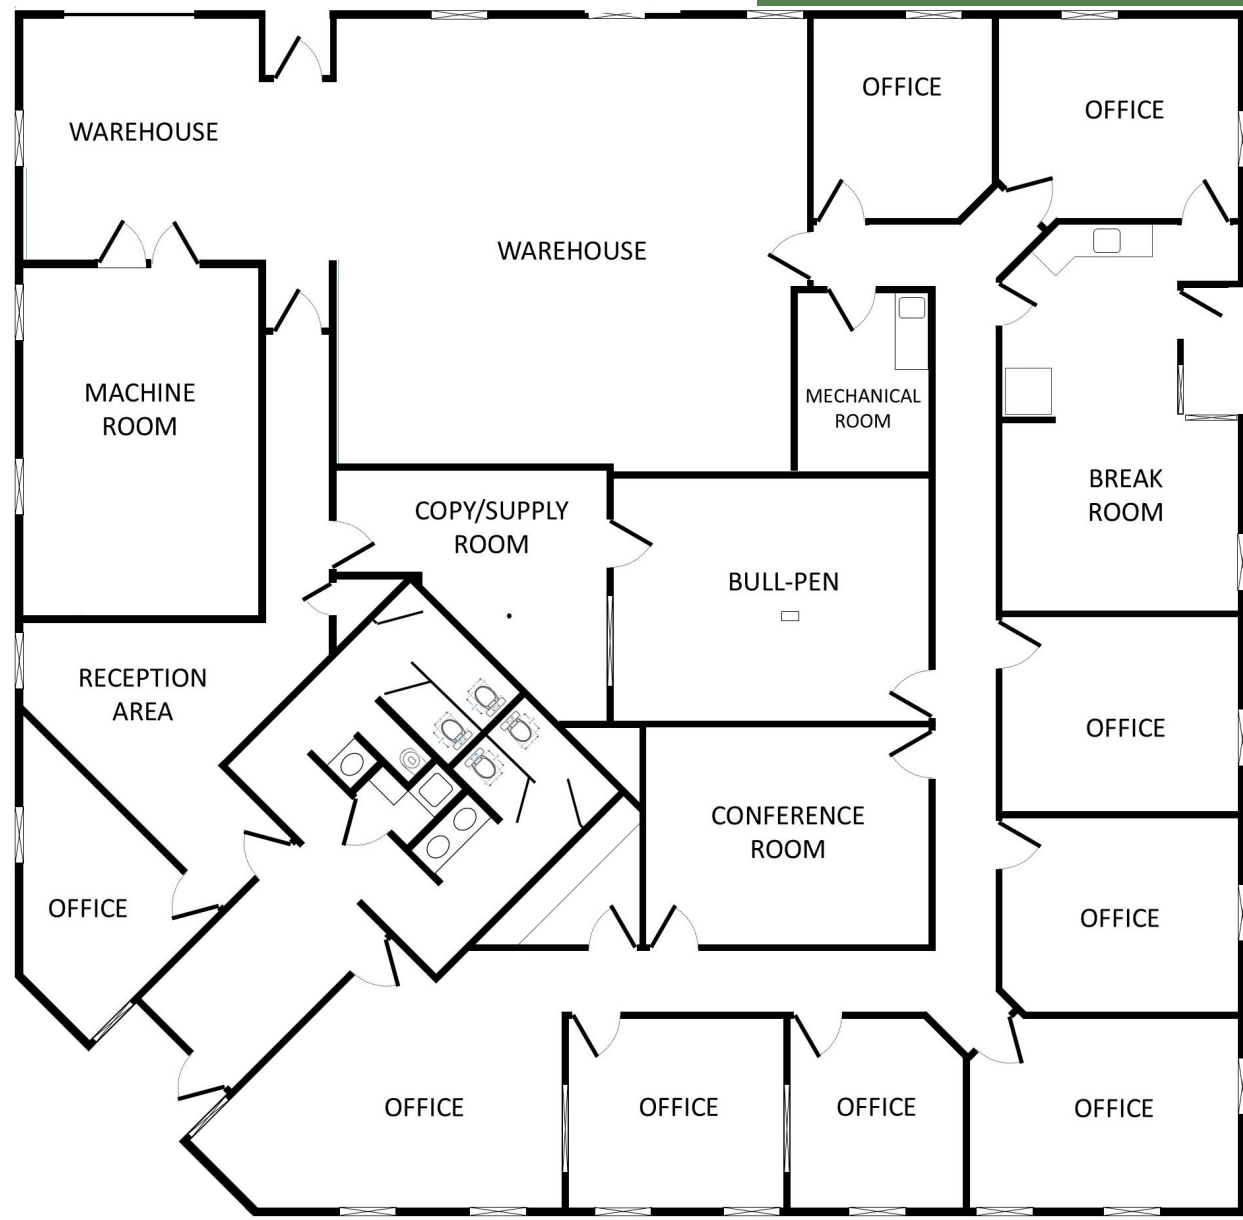 OFFICE
OFFICE
WAREHOUSE
WAREHOUSE
MACHINE
ROOM
MECHANICAL
ROOM
BREAK
ROOM
COPY/SUPPLY
ROOM
BULL-PEN
RECEPTION
AREA
OFFICE
CONFERENCE
ROOM
OFFICE
OFFICE
OFFICE
OFFICE
OFFICE
OFFICE